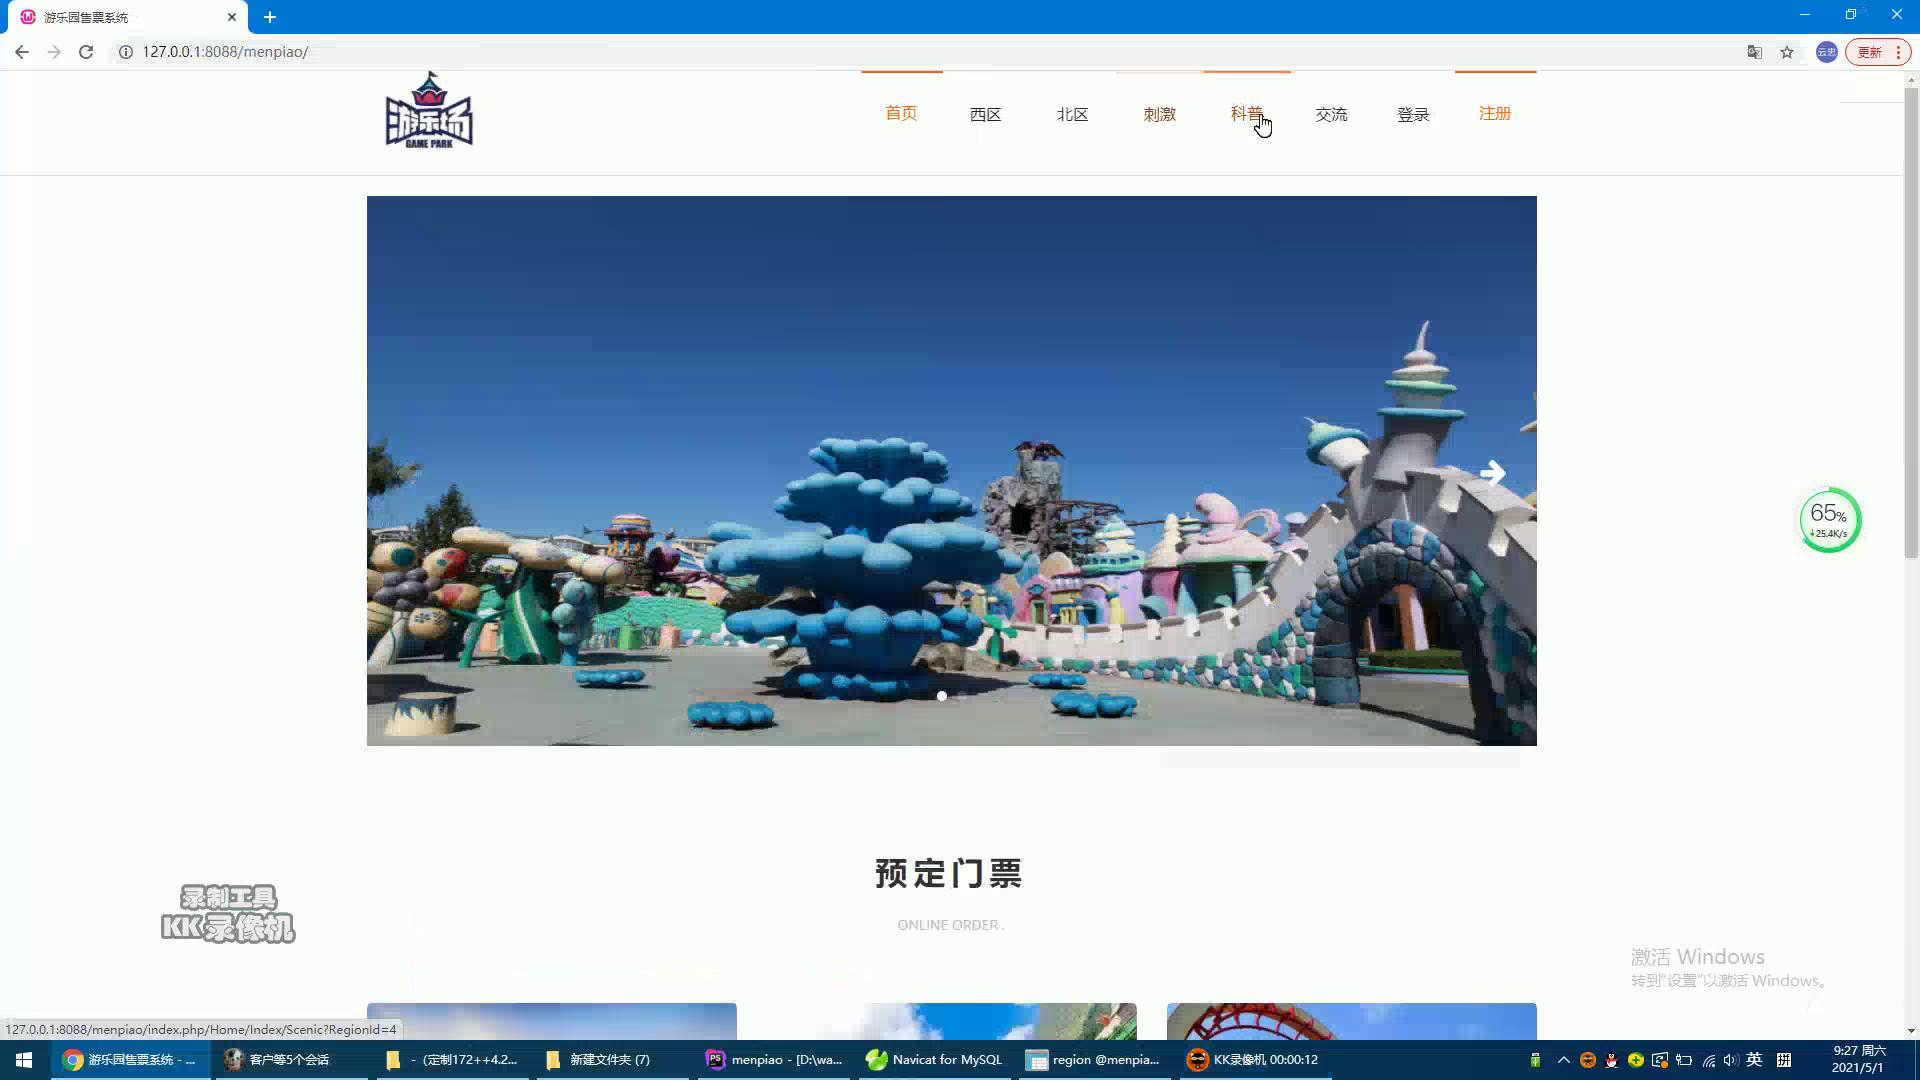 游乐园售票系统
127.0.0.1:8088/menpiao/
云忠
更新
游乐场
GAME PARK
首页 西区 北区 刺激 科普 交流 登录 注册
65%
25.4K/s
预定门票
ONLINE ORDER .
录制工具
KK录像机
激活 Windows
转到"设置"以激活 Windows。
127.0.0.1:8088/menpiao/index.php/Home/Index/Scenic?RegionId=4
游乐园售票系统 - ...
客户等5个会话
- (定制172++4.2...
新建文件夹 (7)
PS
menpiao - [D:\wa...
Navicat for MySQL
region @menpia...
KK录像机 00:00:12
英
拼
9:27 周六
2021/5/1